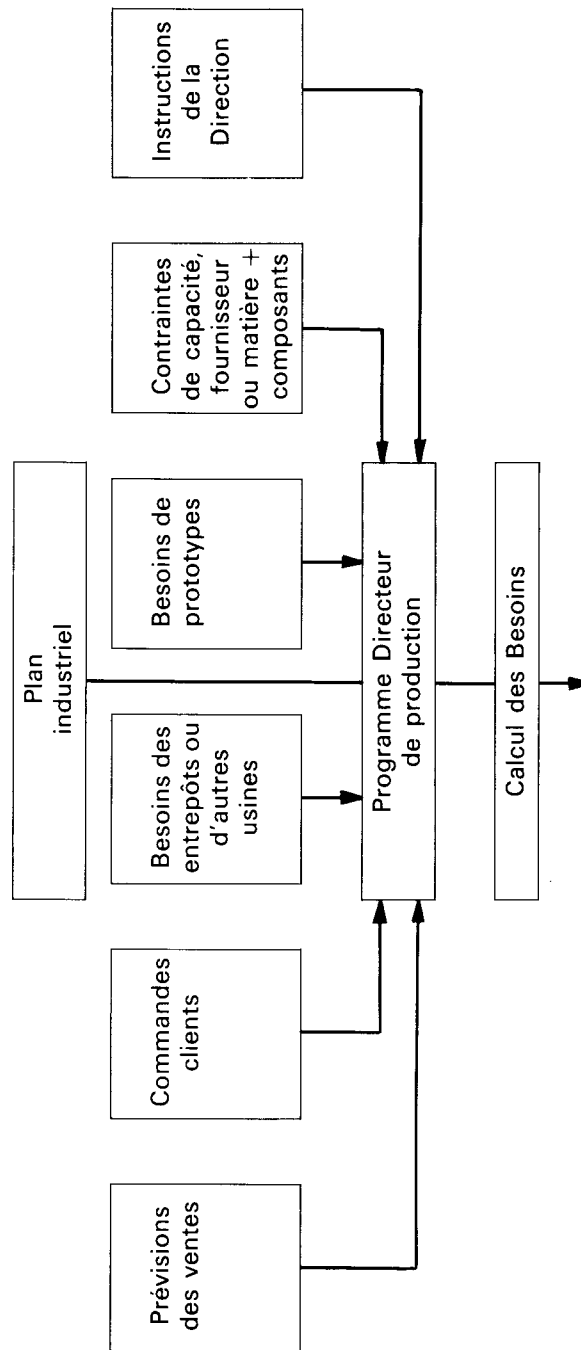 Plan
industriel
Prévisions
des ventes
Commandes
clients
Besoins des
entrepôts ou
d'autres
usines
Besoins de
prototypes
Contraintes
de capacité,
fournisseur
ou matière +
composants
Instructions
de la
Direction
Programme Directeur
de production
Calcul des Besoins